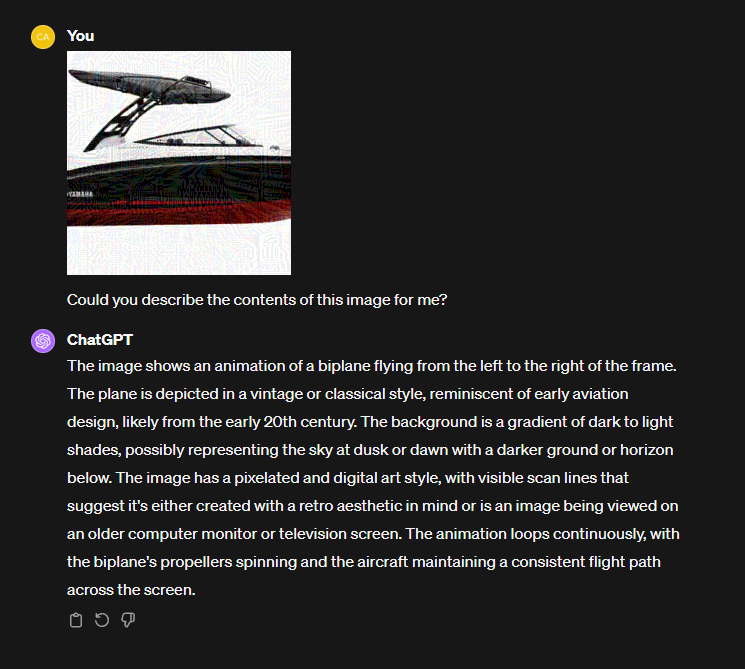 CA
You
YAMAHA
Could you describe the contents of this image for me?
ChatGPT
The image shows an animation of a biplane flying from the left to the right of the frame.
The plane is depicted in a vintage or classical style, reminiscent of early aviation
design, likely from the early 20th century. The background is a gradient of dark to light
shades, possibly representing the sky at dusk or dawn with a darker ground or horizon
below. The image has a pixelated and digital art style, with visible scan lines that
suggest it's either created with a retro aesthetic in mind or is an image being viewed on
an older computer monitor or television screen. The animation loops continuously, with
the biplane's propellers spinning and the aircraft maintaining a consistent flight path
across the screen.